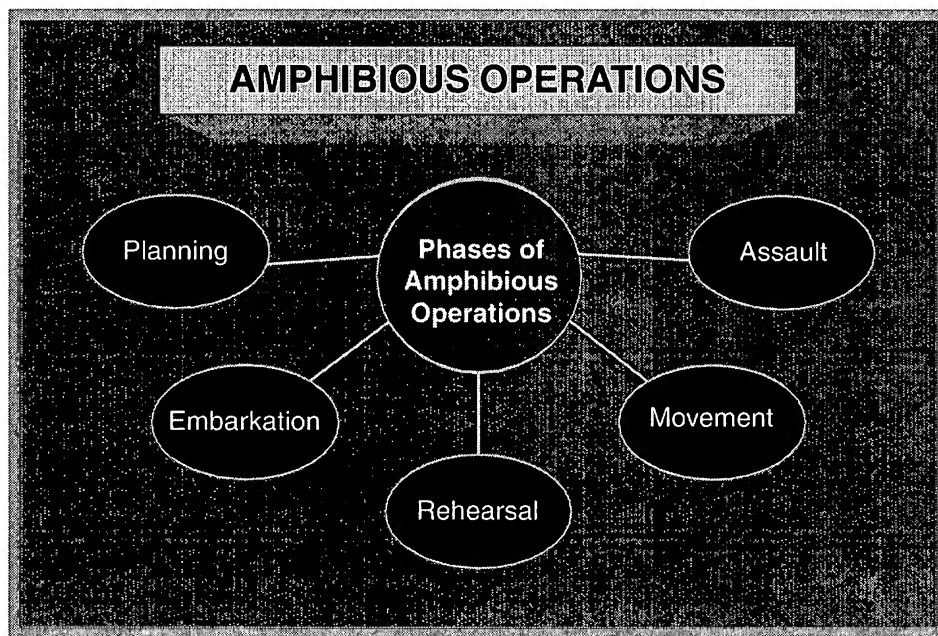 AMPHIBIOUS OPERATIONS
Phases of
Amphibious
Operations
Planning
Embarkation
Rehearsal
Movement
Assault